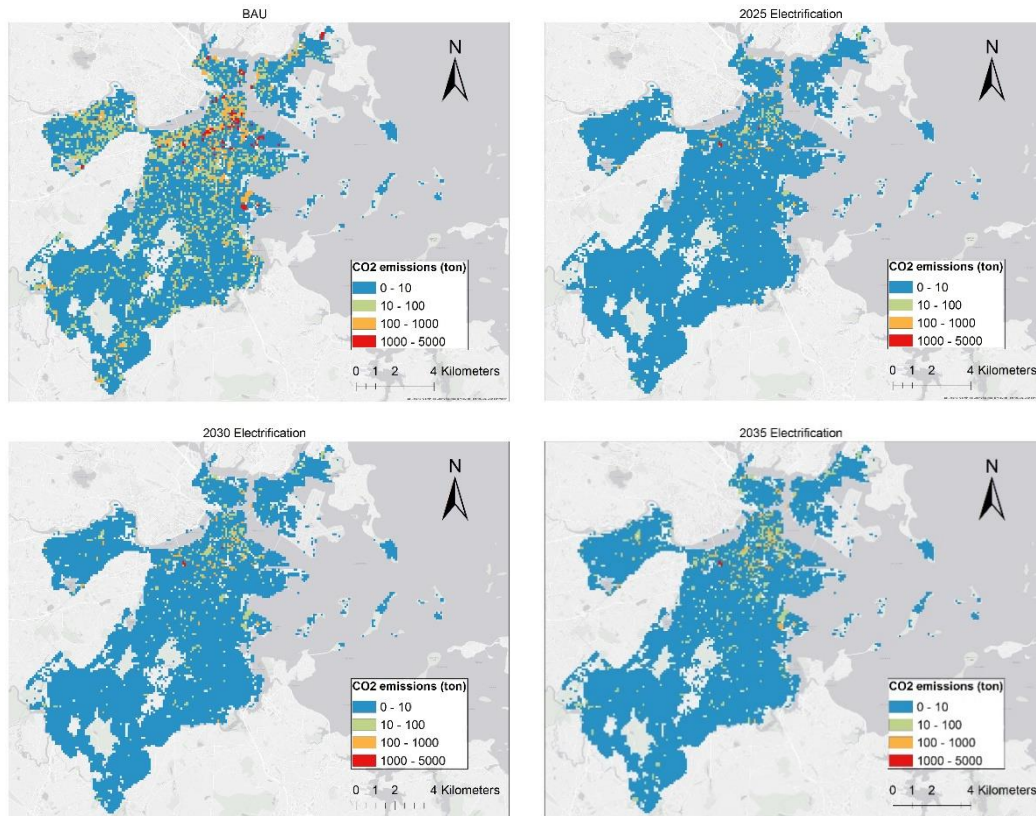 BAU
N
CO2 emissions (ton)
0 - 10
10 - 100
100 - 1000
1000 - 5000
0 1 2 4 Kilometers
2025 Electrification
N
CO2 emissions (ton)
0 - 10
10 - 100
100 - 1000
1000 - 5000
0 1 2 4 Kilometers
2030 Electrification
N
CO2 emissions (ton)
0 - 10
10 - 100
100 - 1000
1000 - 5000
0 1 2 4 Kilometers
2035 Electrification
N
CO2 emissions (ton)
0 - 10
10 - 100
100 - 1000
1000 - 5000
0 1 2 4 Kilometers